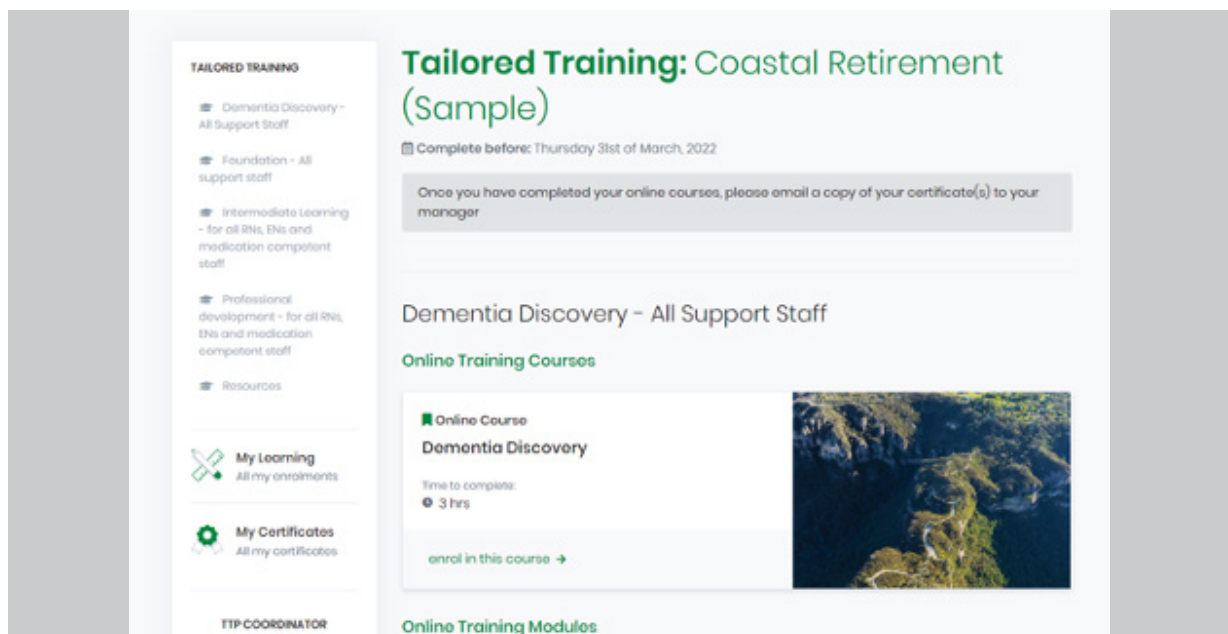 TAILORED TRAINING
Dementia Discovery -
All Support Staff
Foundation - All
support staff
Intermediate Learning
- for all RNs, ENs and
medication competent
staff
Professional
development - for all RNs,
ENs and medication
competent staff
Resources
My Learning
All my enrolments
My Certificates
All my certificates
TTP COORDINATOR
Tailored Training: Coastal Retirement
(Sample)
Complete before: Thursday 31st of March, 2022
Once you have completed your online courses, please email a copy of your certificate(s) to your
manager
Dementia Discovery - All Support Staff
Online Training Courses
Online Course
Dementia Discovery
Time to complete:
3 hrs
enrol in this course →
Online Training Modules